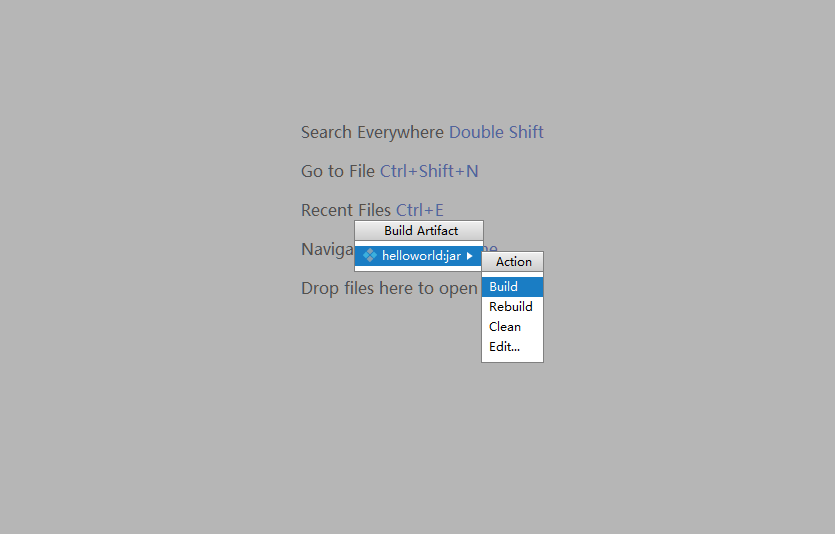 Search Everywhere Double Shift
Go to File Ctrl+Shift+N
Recent Files Ctrl+E
Build Artifact
helloworld:jar
Action
Build
Rebuild
Clean
Edit...
Drop files here to open